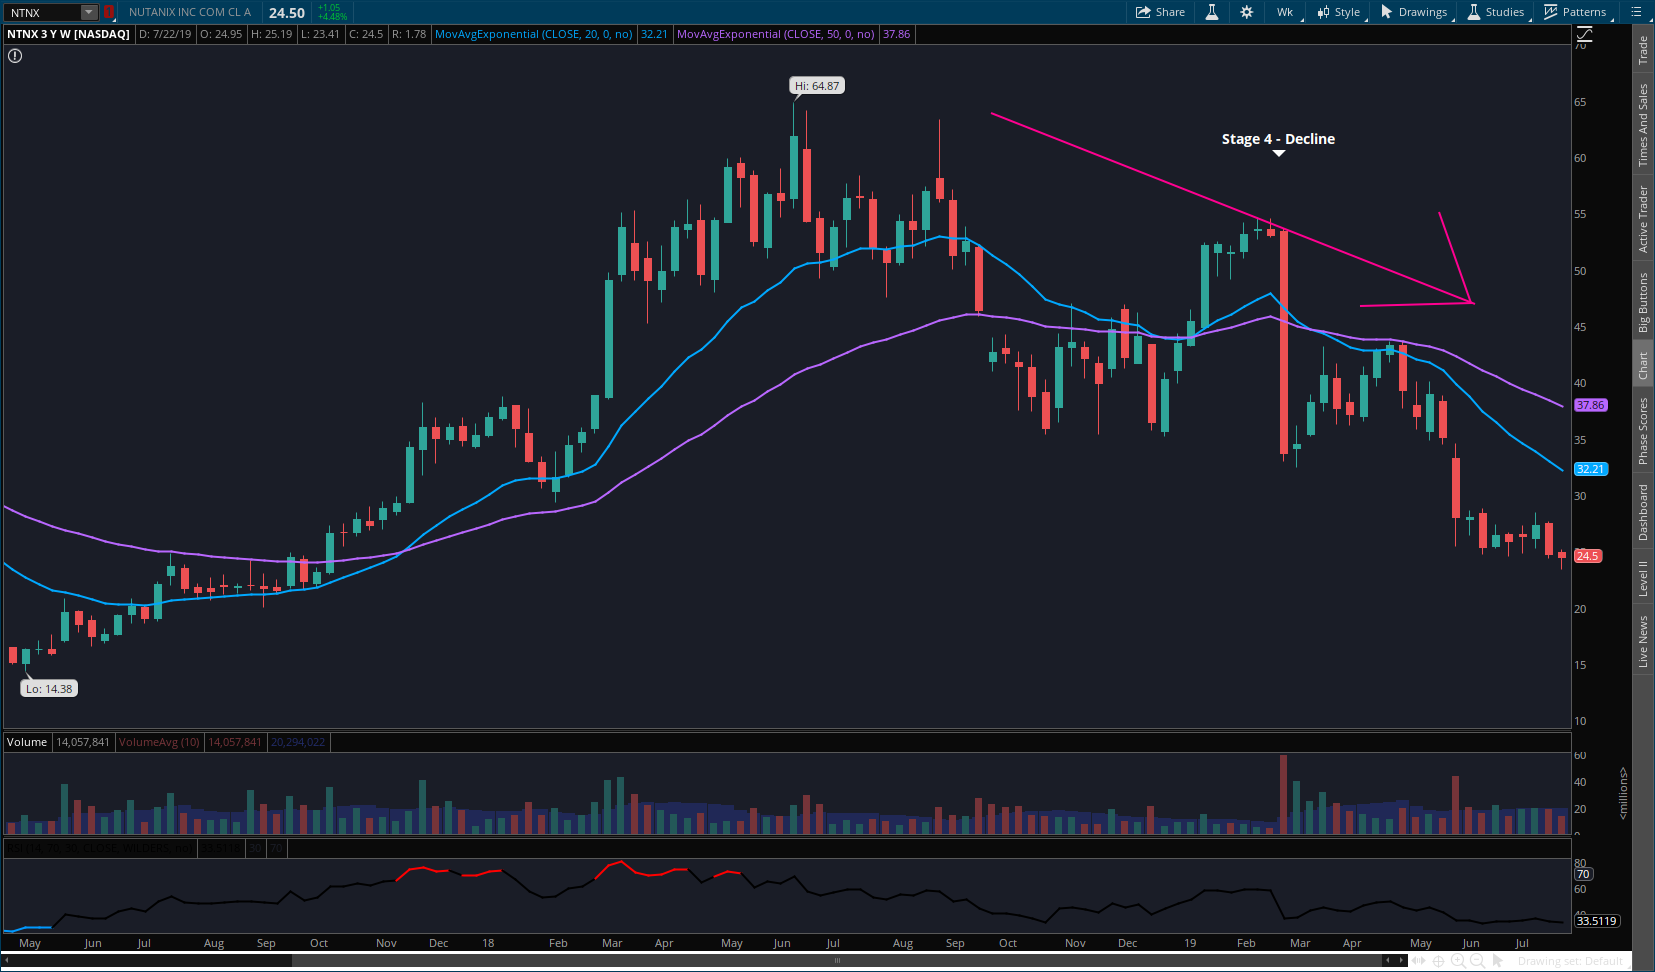 NTNX NUTANIX INC COM CL A 24.50 +1.05 +4.48% Share Wk Style Drawings Studies Patterns
NTNX 3 Y W [NASDAQ] D: 7/22/19 O: 24.95 H: 25.19 L: 23.41 C: 24.5 R: 1.78 MovAvgExponential (CLOSE, 20, 0, no) 32.21 MovAvgExponential (CLOSE, 50, 0, no) 37.86
Hi: 64.87
Stage 4 - Decline
Lo: 14.38
70
65
60
55
50
45
40
37.86
35
32.21
30
24.5
20
15
10
Volume 14,057,841 VolumeAvg (10) 14,057,841 20,294,022
60
40
20
0
<millions>
33.5119 30 70
80
70
60
40
33.5119
May Jun Jul Aug Sep Oct Nov Dec 18 Feb Mar Apr May Jun Jul Aug Sep Oct Nov Dec 19 Feb Mar Apr May Jun Jul
Drawing set: Default
Trade
Times And Sales
Active Trader
Big Buttons
Chart
Phase Scores
Dashboard
Level II
Live News